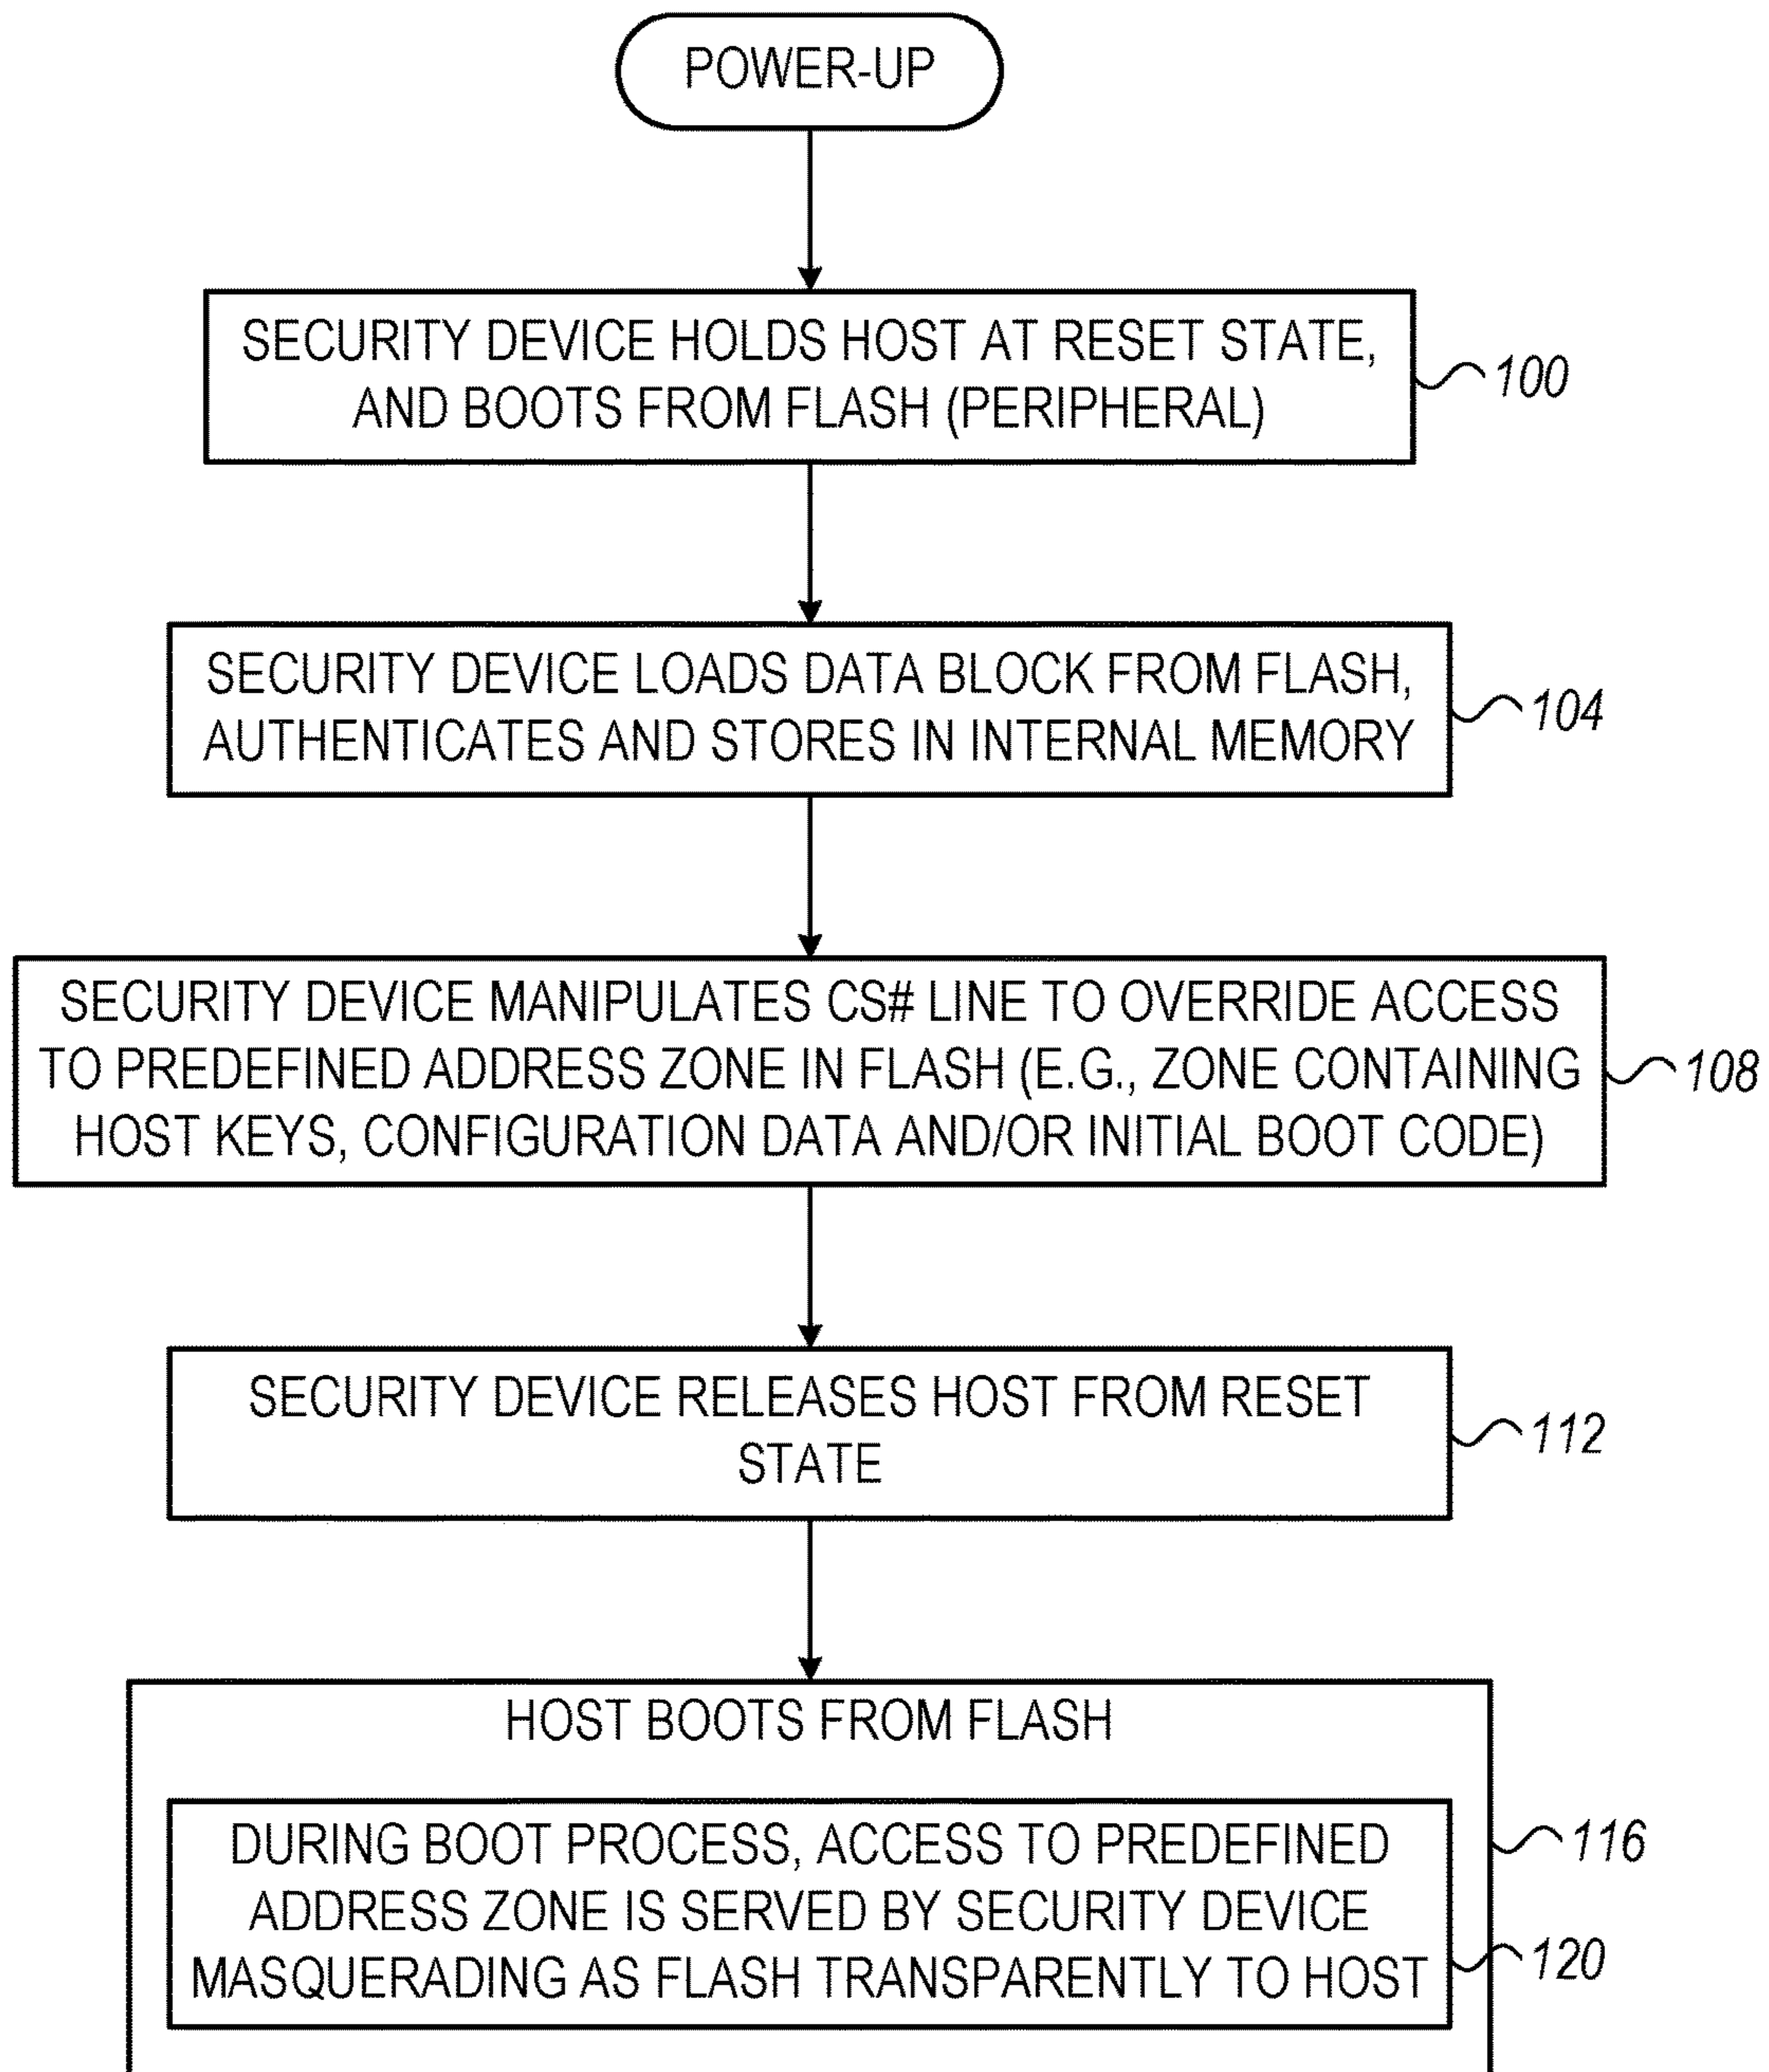 POWER-UP
SECURITY DEVICE HOLDS HOST AT RESET STATE,
AND BOOTS FROM FLASH (PERIPHERAL)
100
SECURITY DEVICE LOADS DATA BLOCK FROM FLASH,
AUTHENTICATES AND STORES IN INTERNAL MEMORY
104
SECURITY DEVICE MANIPULATES CS# LINE TO OVERRIDE ACCESS
TO PREDEFINED ADDRESS ZONE IN FLASH (E.G., ZONE CONTAINING
HOST KEYS, CONFIGURATION DATA AND/OR INITIAL BOOT CODE)
108
SECURITY DEVICE RELEASES HOST FROM RESET
STATE
112
HOST BOOTS FROM FLASH
116
DURING BOOT PROCESS, ACCESS TO PREDEFINED
ADDRESS ZONE IS SERVED BY SECURITY DEVICE
MASQUERADING AS FLASH TRANSPARENTLY TO HOST
120